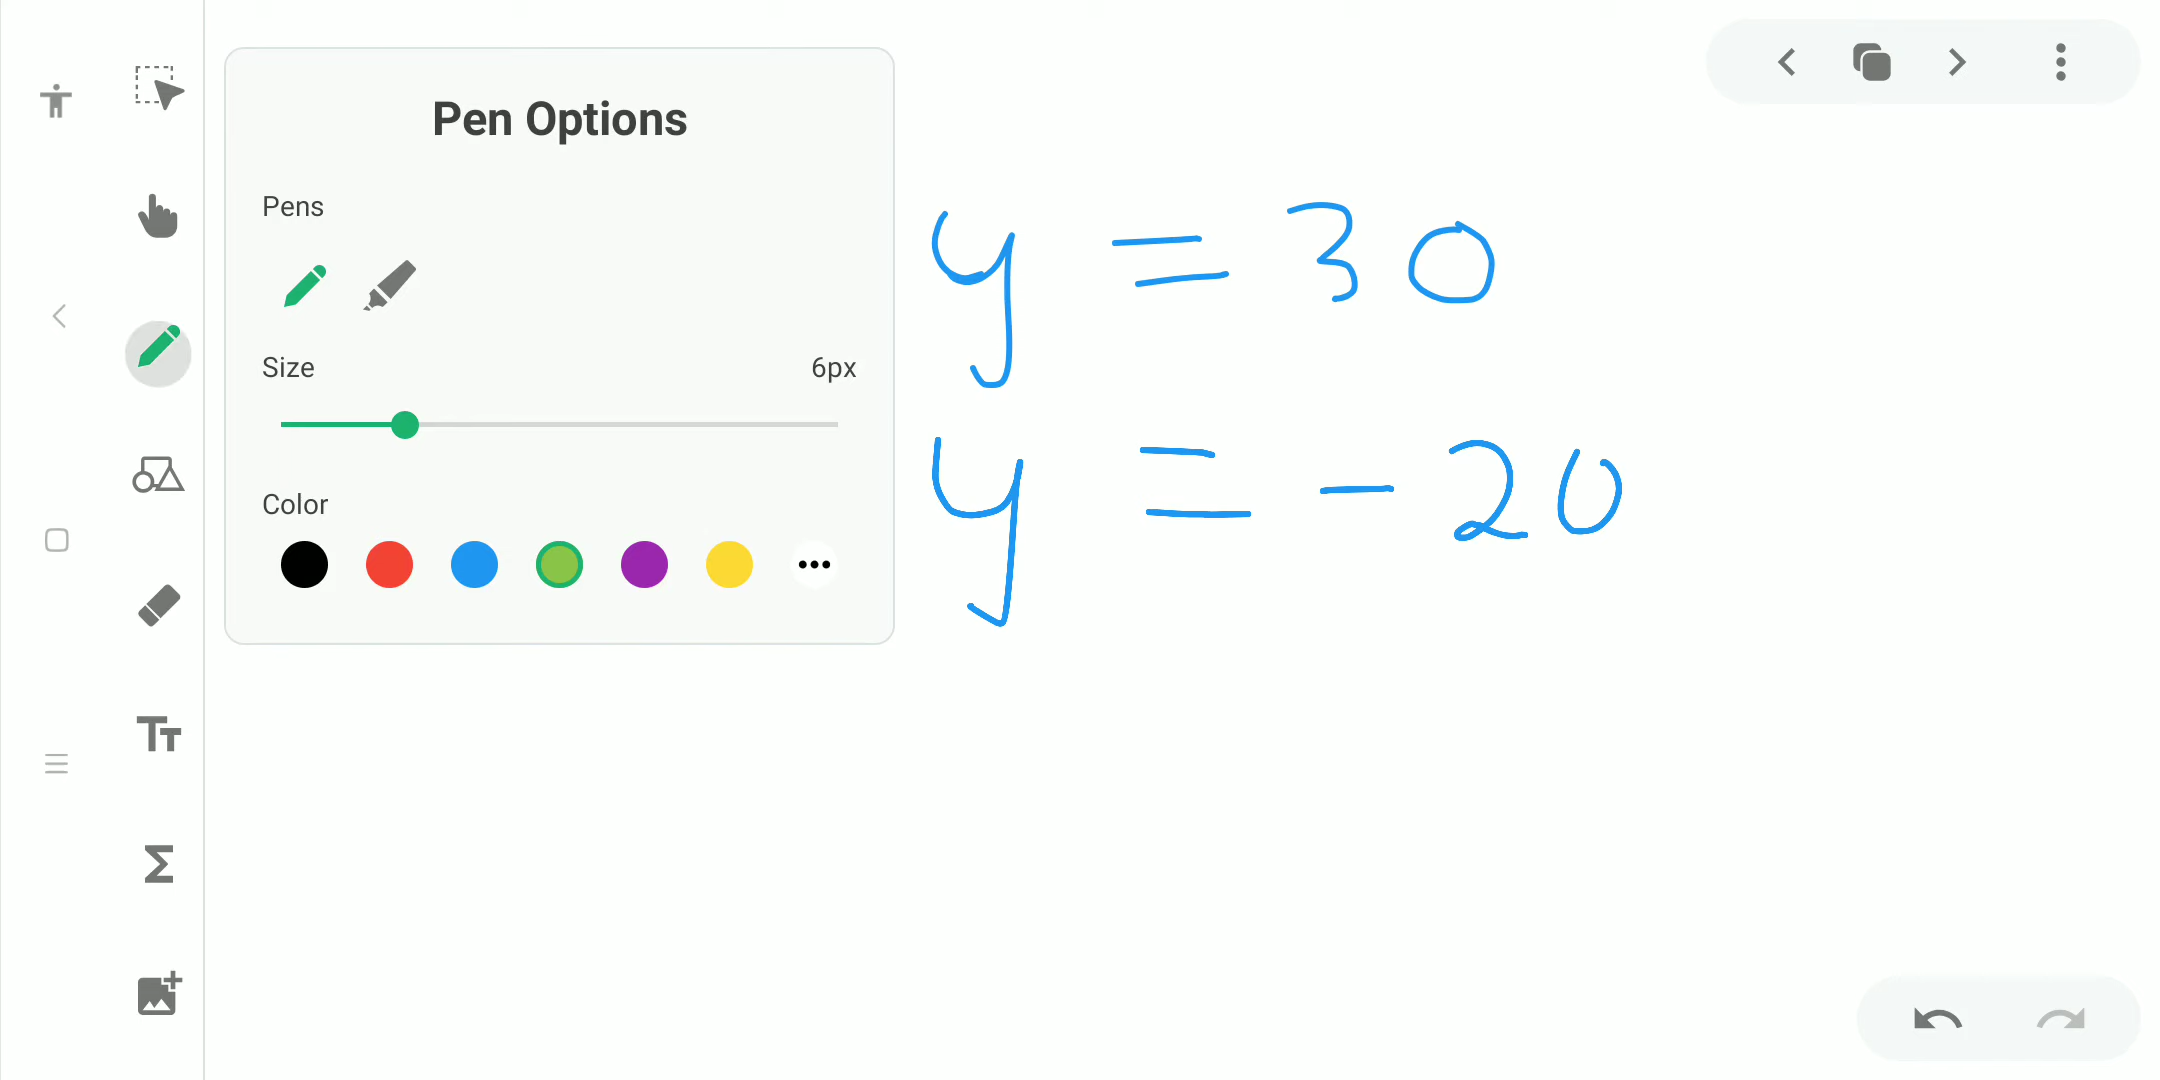 Pen Options
Pens
Size 6px
Color
y = 30
y = -20